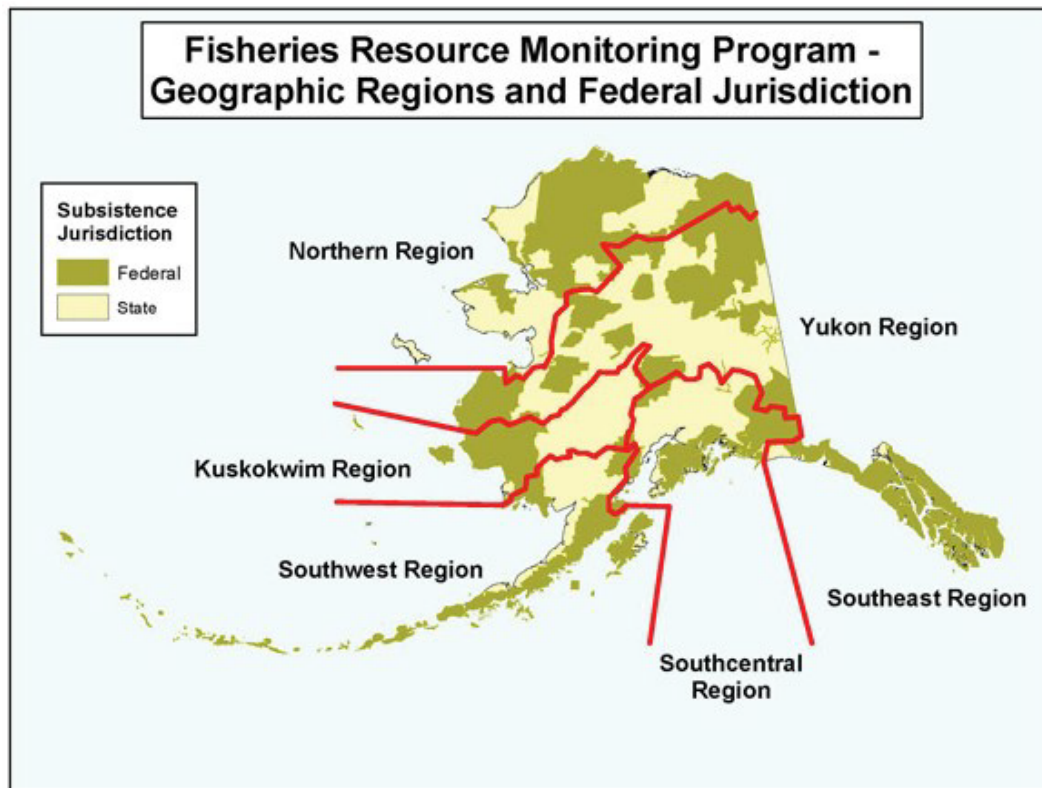 Fisheries Resource Monitoring Program -
Geographic Regions and Federal Jurisdiction
Subsistence
Jurisdiction
Federal
State
Northern Region
Yukon Region
Kuskokwim Region
Southwest Region
Southeast Region
Southcentral
Region